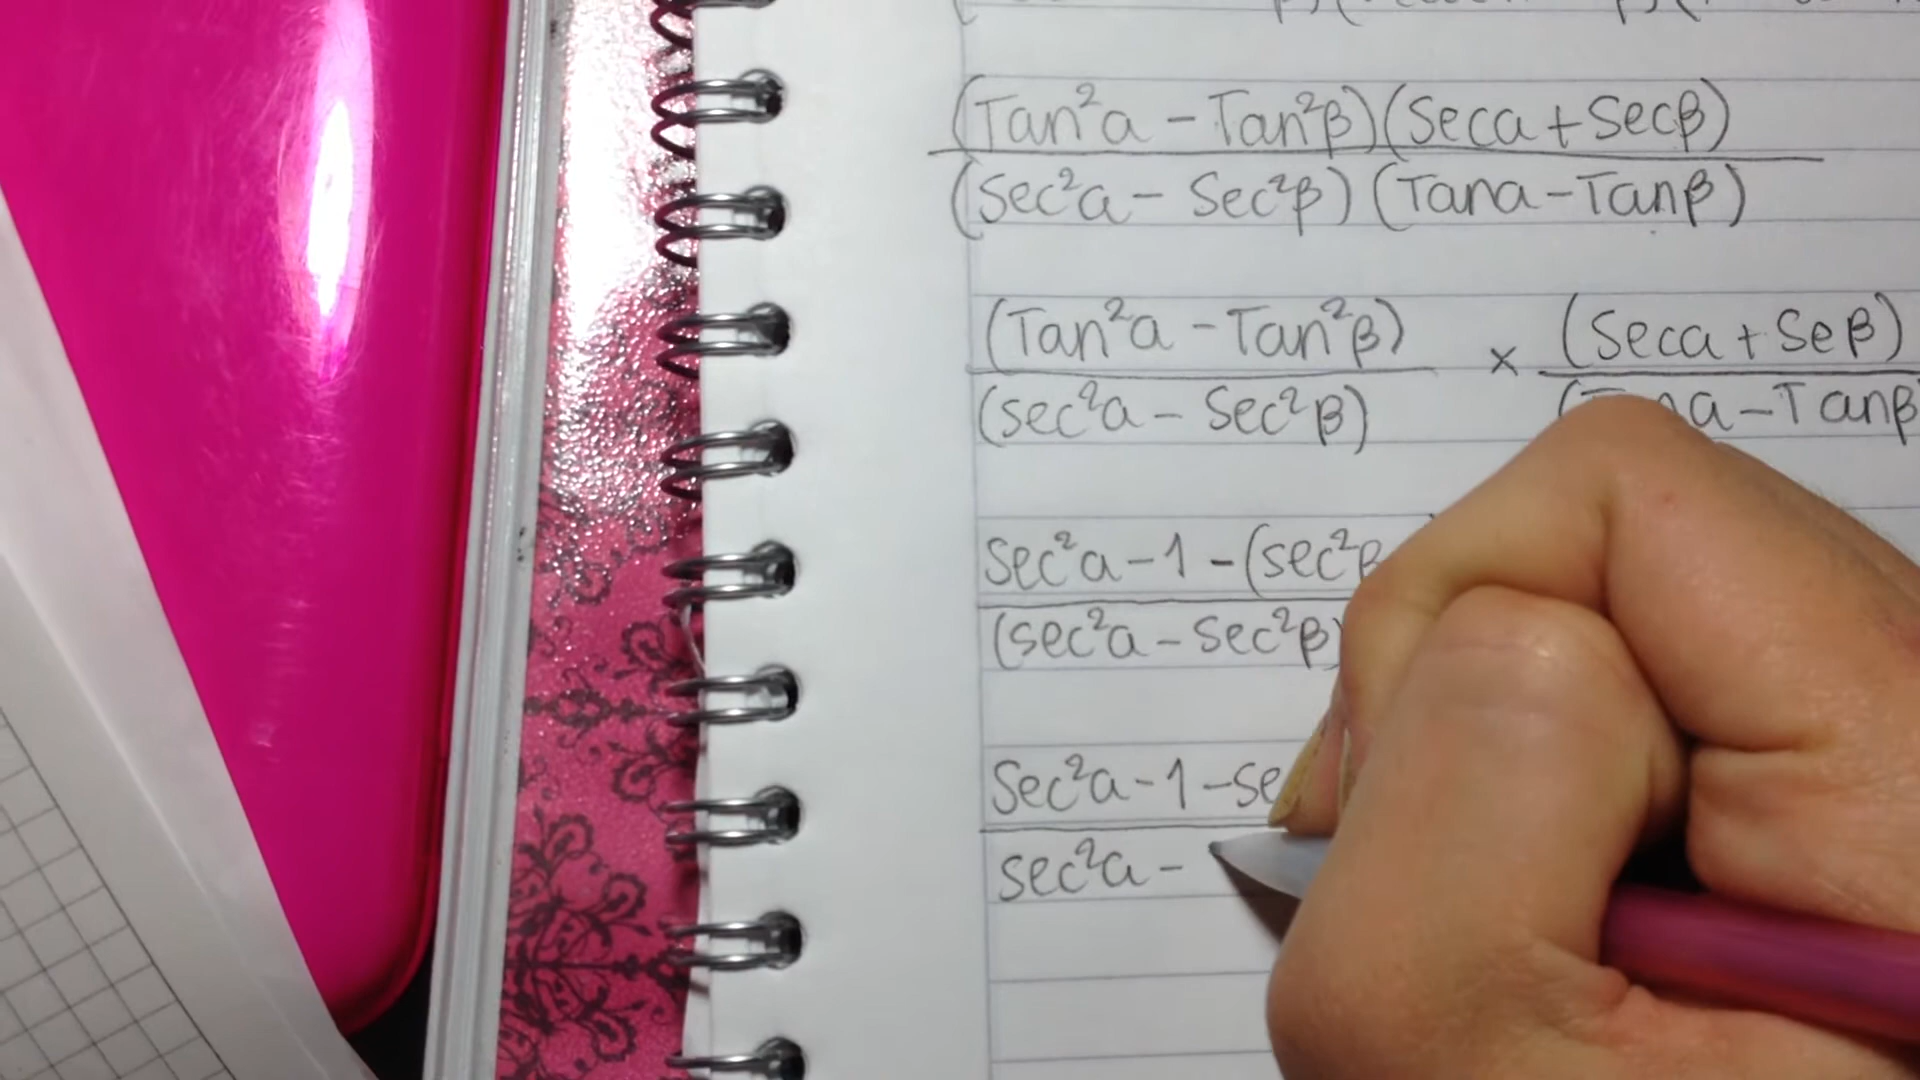 (Tan²a - Tan²β)(Seca + Secβ)
(Sec²a - Sec²β) (Tana - Tanβ)
(Tan²a - Tan²β) × (Seca + Seβ)
(sec²a - Sec²β) a - Tanβ
Sec²a - 1 - (sec²β
(sec²a - Sec²β)
Sec²a - 1 - se
sec²a -